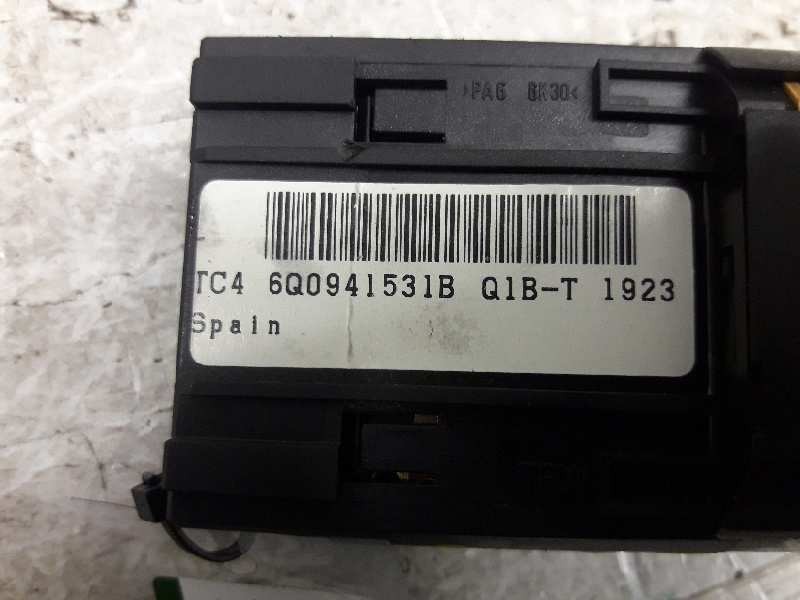 >PA6 GK30<
TC4 6Q0941531B Q1B-T 1923
Spain